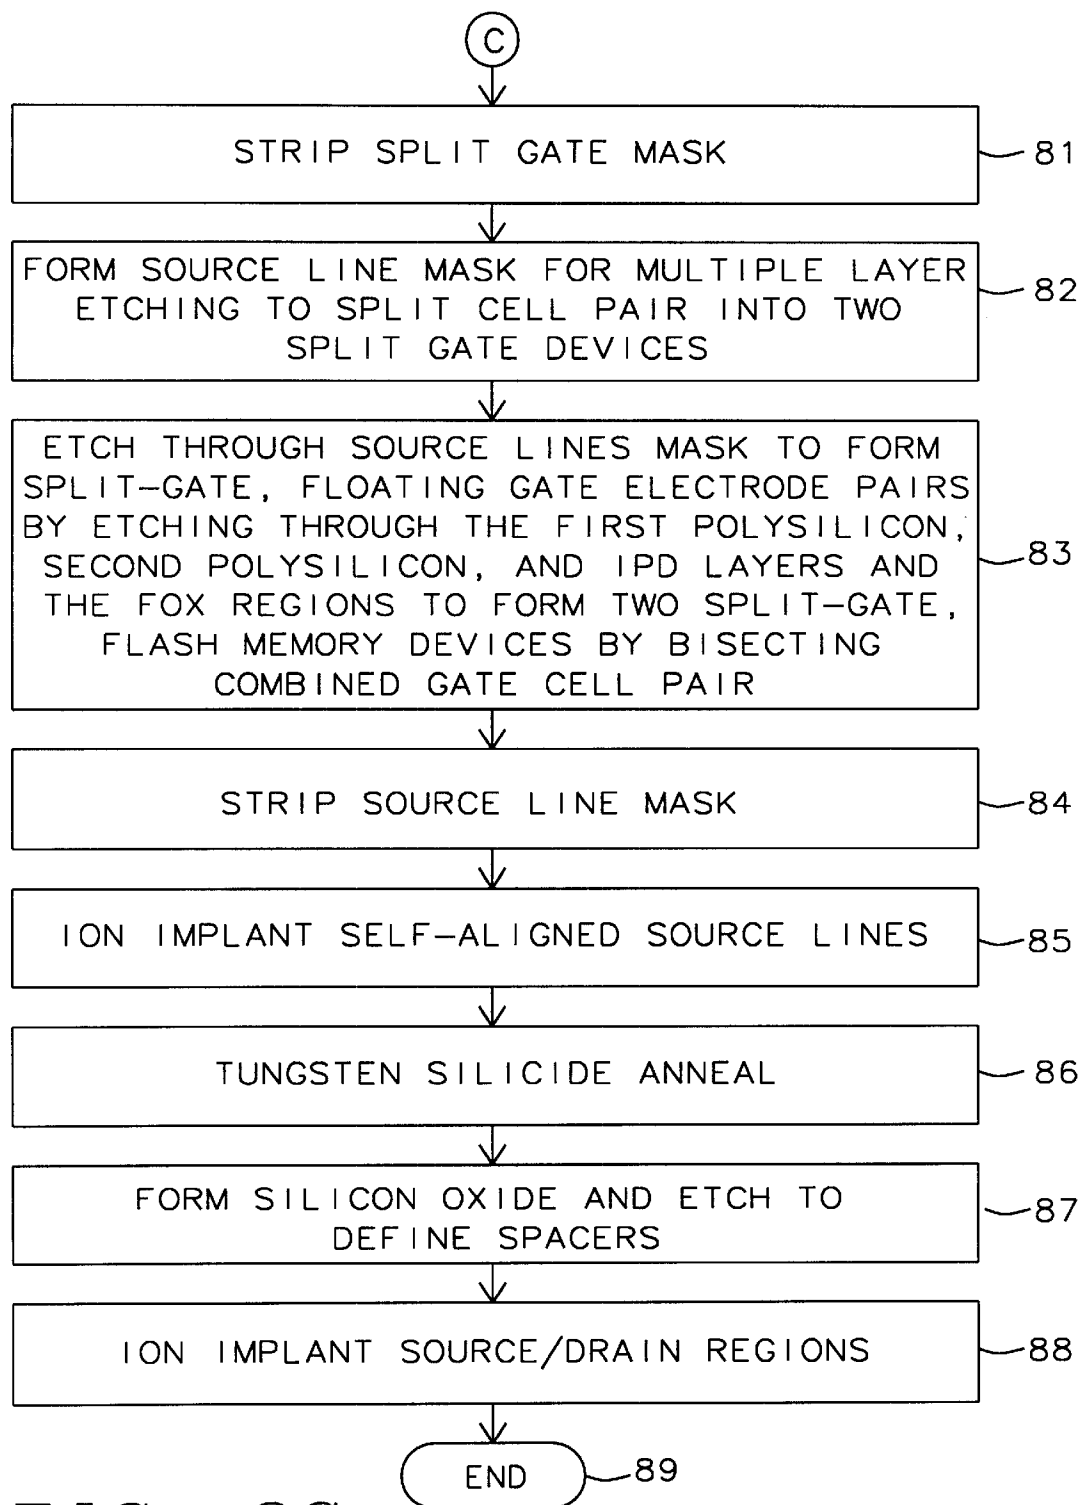 C
STRIP SPLIT GATE MASK
81
FORM SOURCE LINE MASK FOR MULTIPLE LAYER
ETCHING TO SPLIT CELL PAIR INTO TWO
SPLIT GATE DEVICES
82
ETCH THROUGH SOURCE LINES MASK TO FORM
SPLIT-GATE, FLOATING GATE ELECTRODE PAIRS
BY ETCHING THROUGH THE FIRST POLYSILICON,
SECOND POLYSILICON, AND IPD LAYERS AND
THE FOX REGIONS TO FORM TWO SPLIT-GATE,
FLASH MEMORY DEVICES BY BISECTING
COMBINED GATE CELL PAIR
83
STRIP SOURCE LINE MASK
84
ION IMPLANT SELF-ALIGNED SOURCE LINES
85
TUNGSTEN SILICIDE ANNEAL
86
FORM SILICON OXIDE AND ETCH TO
DEFINE SPACERS
87
ION IMPLANT SOURCE/DRAIN REGIONS
88
END
89